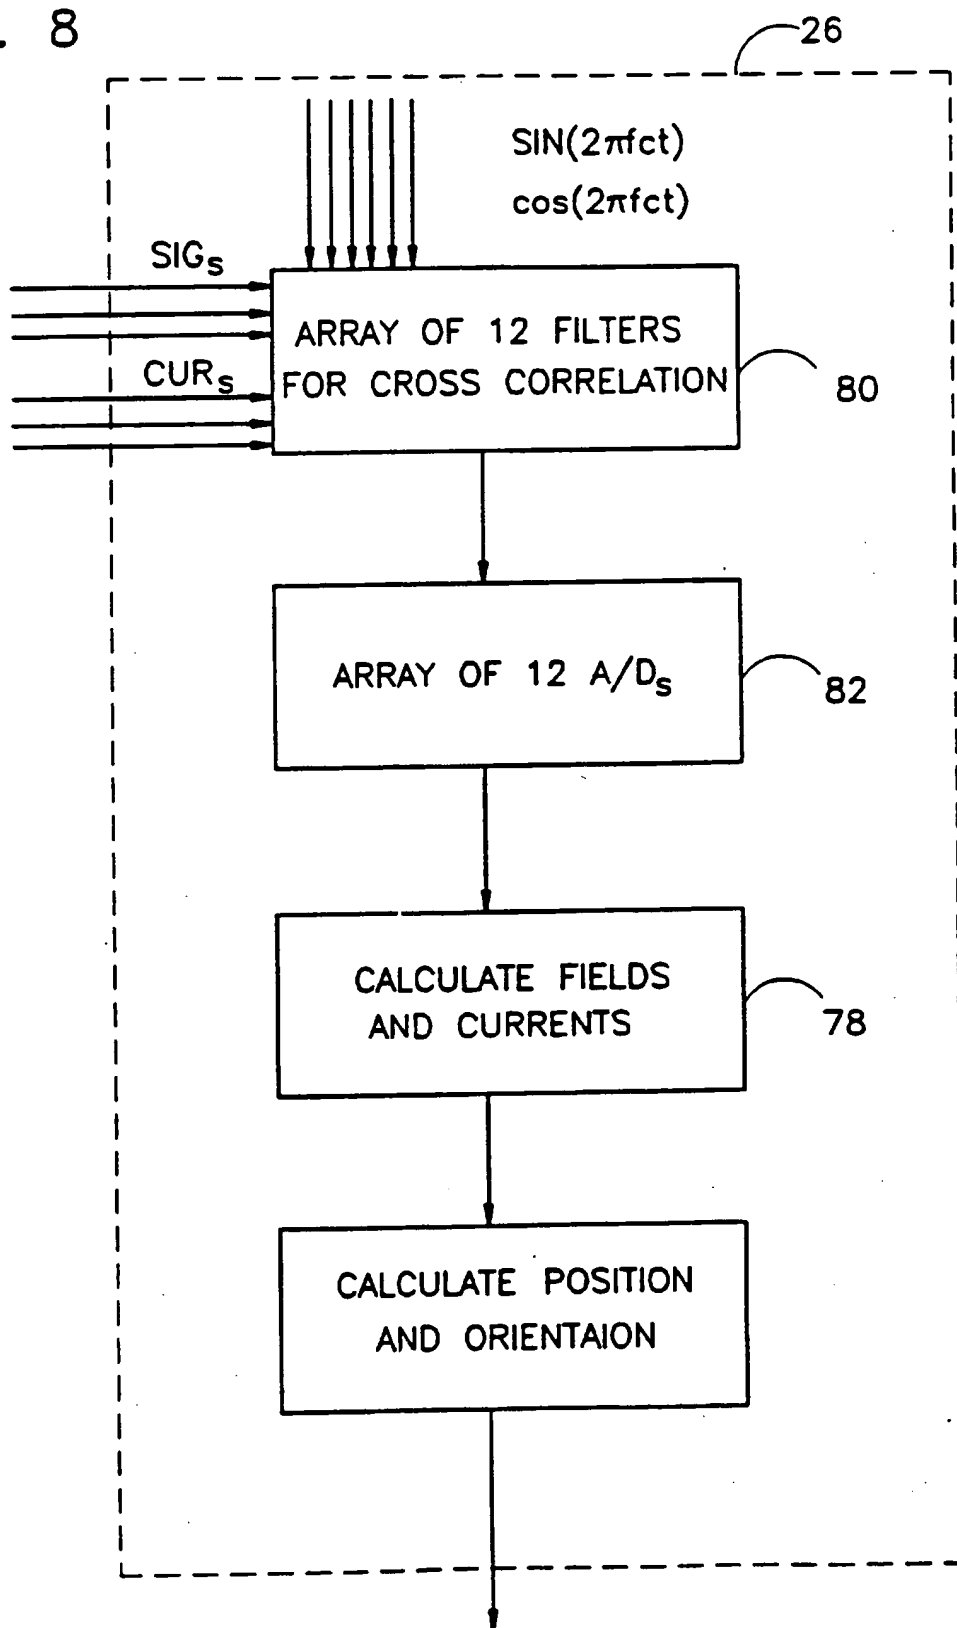 . 8
26
SIN(2πfct)
cos(2πfct)
SIGs
ARRAY OF 12 FILTERS
FOR CROSS CORRELATION
CURs
80
ARRAY OF 12 A/Ds
82
CALCULATE FIELDS
AND CURRENTS
78
CALCULATE POSITION
AND ORIENTAION